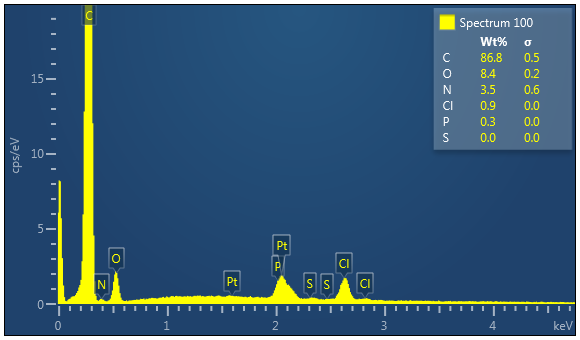 Spectrum 100
Wt% σ
C 86.8 0.5
O 8.4 0.2
N 3.5 0.6
Cl 0.9 0.0
P 0.3 0.0
S 0.0 0.0
cps/eV
15
10
5
0
C
N
O
Pt
P
Pt
S
S
Cl
Cl
0 1 2 3 4 keV